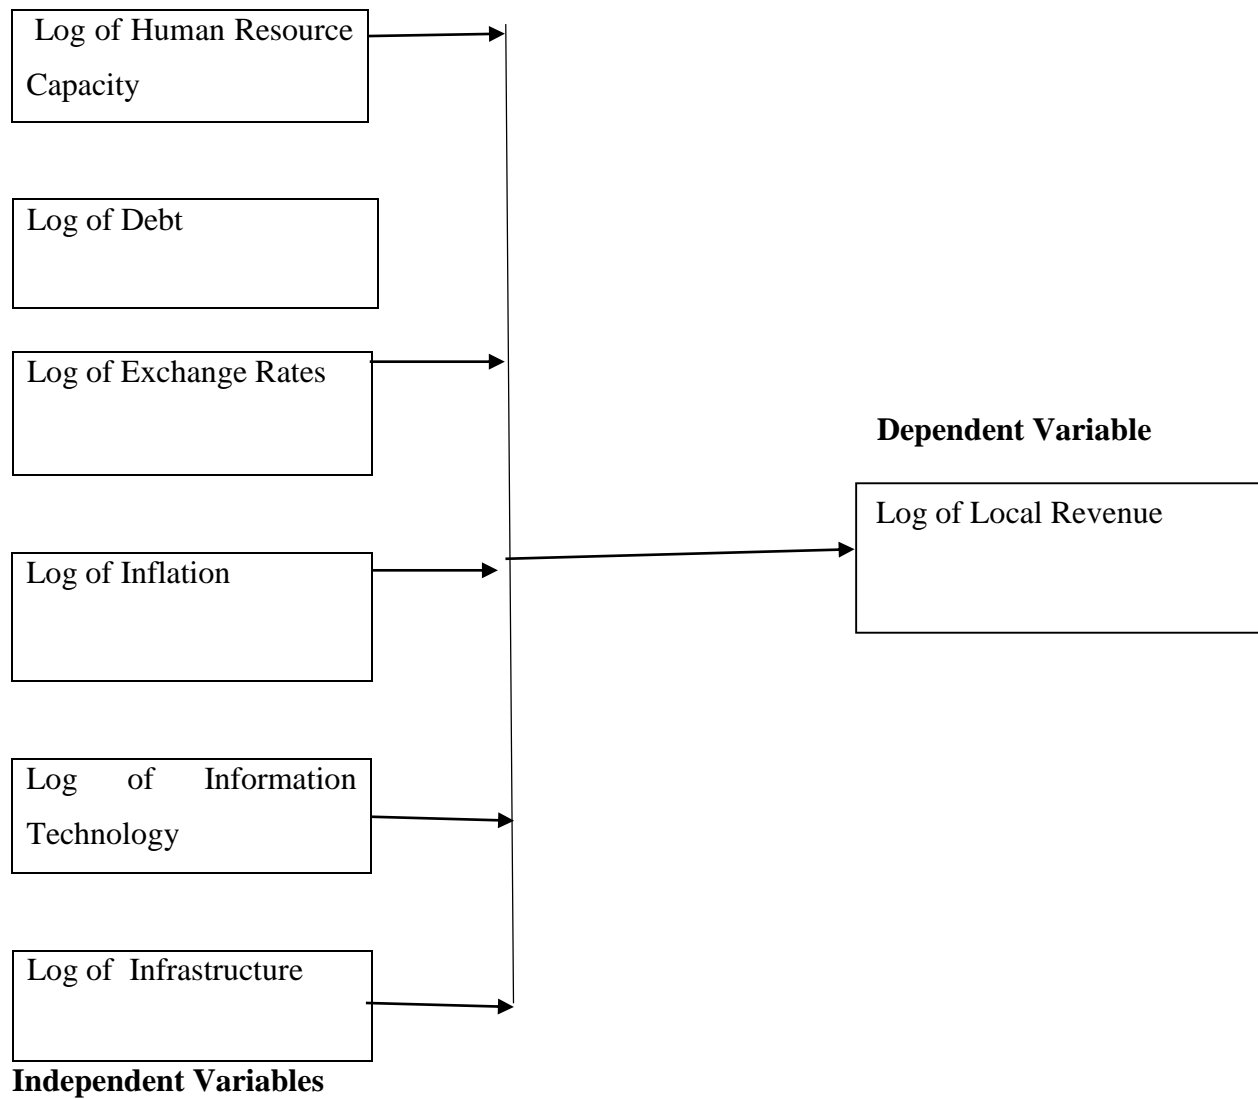 Log of Human Resource
Capacity
Log of Debt
Log of Exchange Rates
Dependent Variable
Log of Local Revenue
Log of Inflation
Log of Information
Technology
Log of Infrastructure
Independent Variables